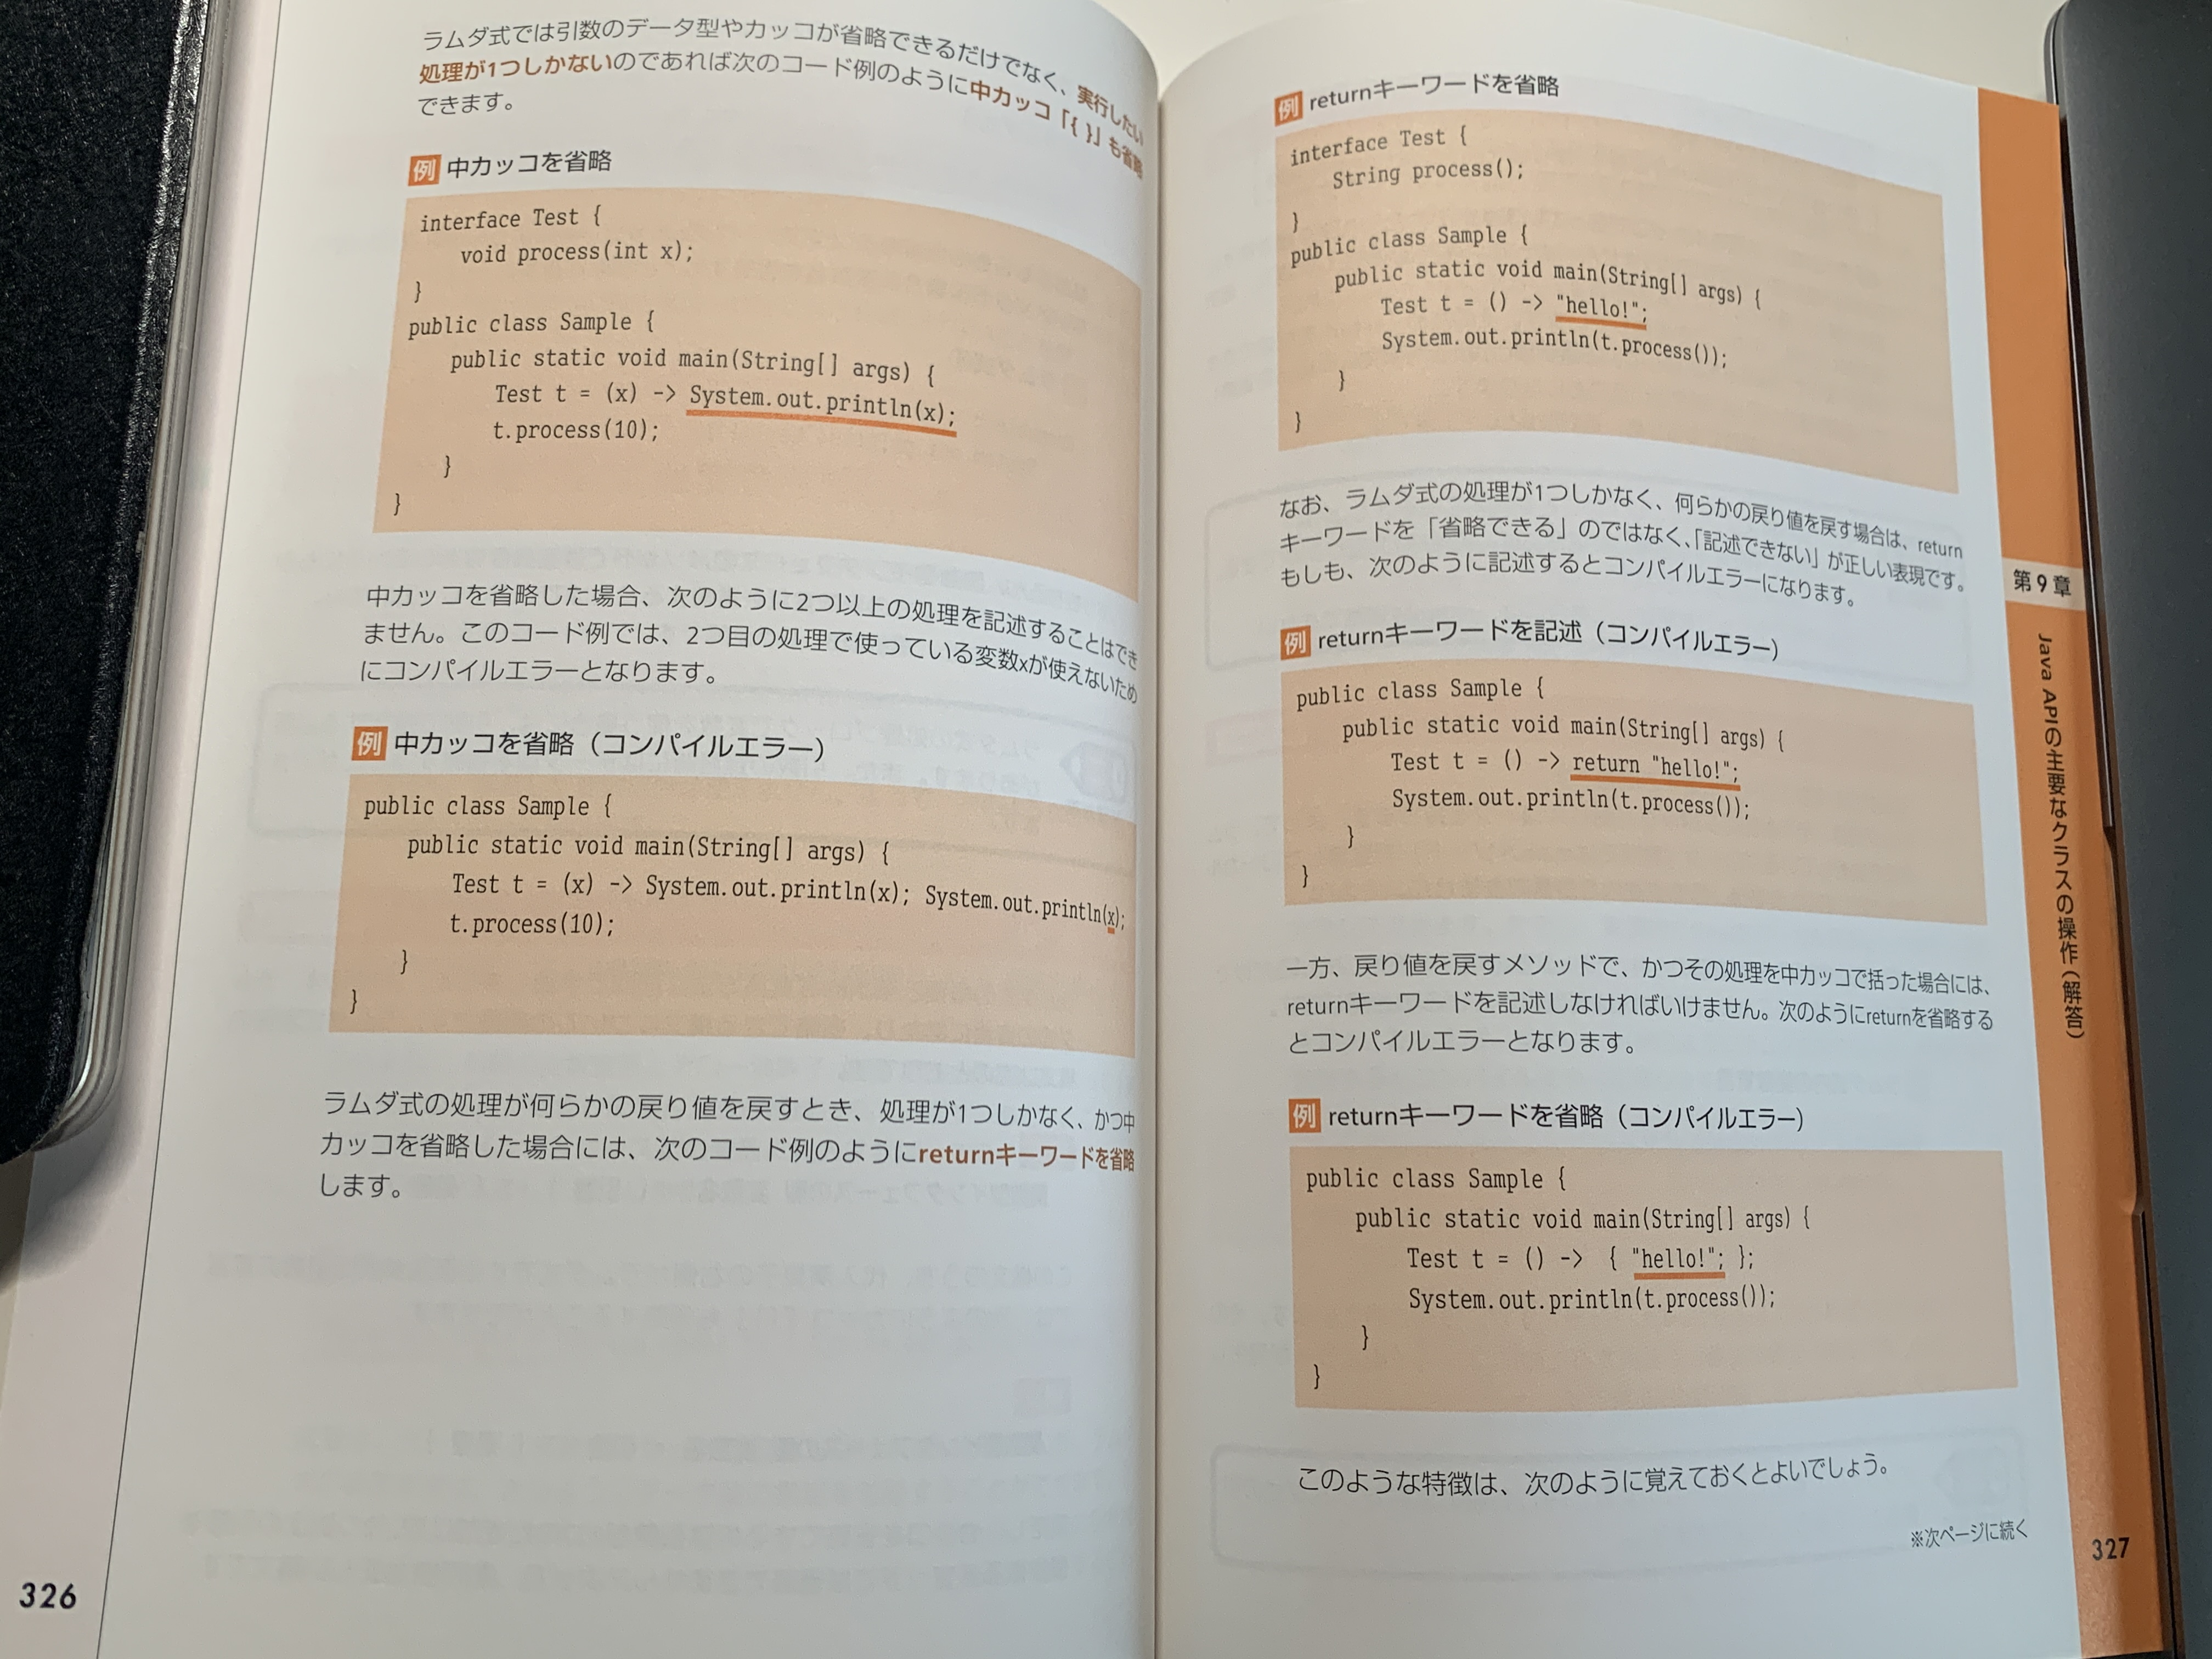 ラムダ式では引数のデータ型やカッコが省略できるだけでなく、実行したい
処理が1つしかないのであれば次のコード例のように中カッコ「{ }」も省略
できます。
例 中カッコを省略
interface Test {
    void process(int x);
}
public class Sample {
    public static void main(String[] args) {
        Test t = (x) -> System.out.println(x);
        t.process(10);
    }
}
中カッコを省略した場合、次のように2つ以上の処理を記述することはでき
ません。このコード例では、2つ目の処理で使っている変数xが使えないため
にコンパイルエラーとなります。
例 中カッコを省略（コンパイルエラー）
public class Sample {
    public static void main(String[] args) {
        Test t = (x) -> System.out.println(x); System.out.println(x);
        t.process(10);
    }
}
ラムダ式の処理が何らかの戻り値を戻すとき、処理が1つしかなく、かつ中
カッコを省略した場合には、次のコード例のようにreturnキーワードを省略
します。
326
例 returnキーワードを省略
interface Test {
    String process();
}
public class Sample {
    public static void main(String[] args) {
        Test t = () -> "hello!";
        System.out.println(t.process());
    }
}
なお、ラムダ式の処理が1つしかなく、何らかの戻り値を戻す場合は、return
キーワードを「省略できる」のではなく、「記述できない」が正しい表現です。
もしも、次のように記述するとコンパイルエラーになります。
例 returnキーワードを記述（コンパイルエラー）
public class Sample {
    public static void main(String[] args) {
        Test t = () -> return "hello!";
        System.out.println(t.process());
    }
}
一方、戻り値を戻すメソッドで、かつその処理を中カッコで括った場合には、
returnキーワードを記述しなければいけません。次のようにreturnを省略する
とコンパイルエラーとなります。
例 returnキーワードを省略（コンパイルエラー）
public class Sample {
    public static void main(String[] args) {
        Test t = () -> { "hello!"; };
        System.out.println(t.process());
    }
}
このような特徴は、次のように覚えておくとよいでしょう。
※次ページに続く
第9章
Java APIの主要なクラスの操作（解答）
327